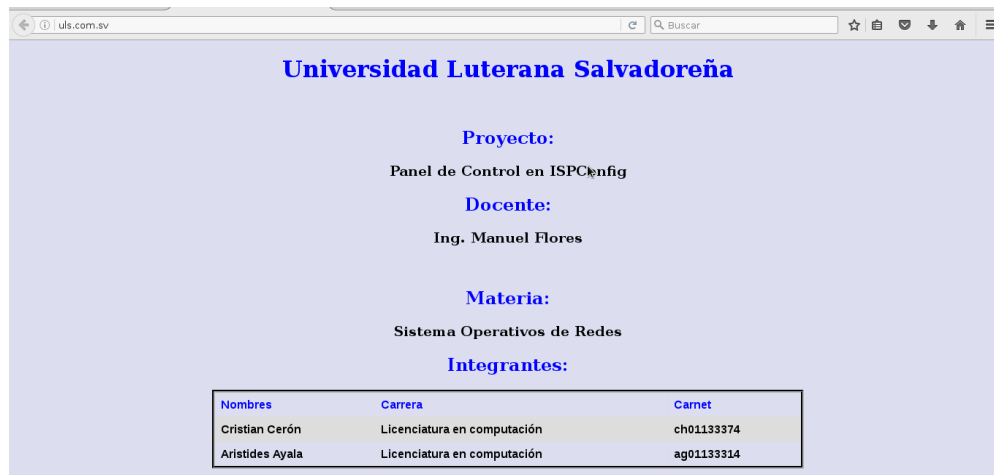 uls.com.sv
Buscar
Universidad Luterana Salvadoreña
Proyecto:
Panel de Control en ISPConfig
Docente:
Ing. Manuel Flores
Materia:
Sistema Operativos de Redes
Integrantes:
Nombres Carrera Carnet
Cristian Cerón Licenciatura en computación ch01133374
Aristides Ayala Licenciatura en computación ag01133314